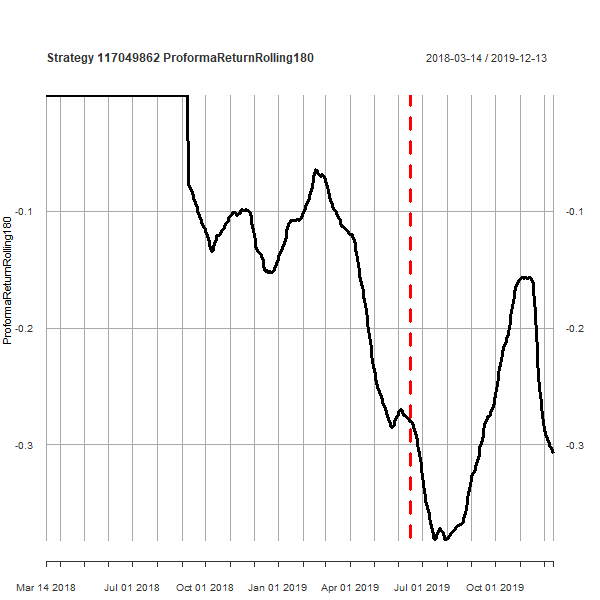 Strategy 117049862 ProformaReturnRolling180
2018-03-14 / 2019-12-13
ProformaReturnRolling180
-0.1
-0.1
-0.2
-0.2
-0.3
-0.3
Mar 14 2018
Jul 01 2018
Oct 01 2018
Jan 01 2019
Apr 01 2019
Jul 01 2019
Oct 01 2019